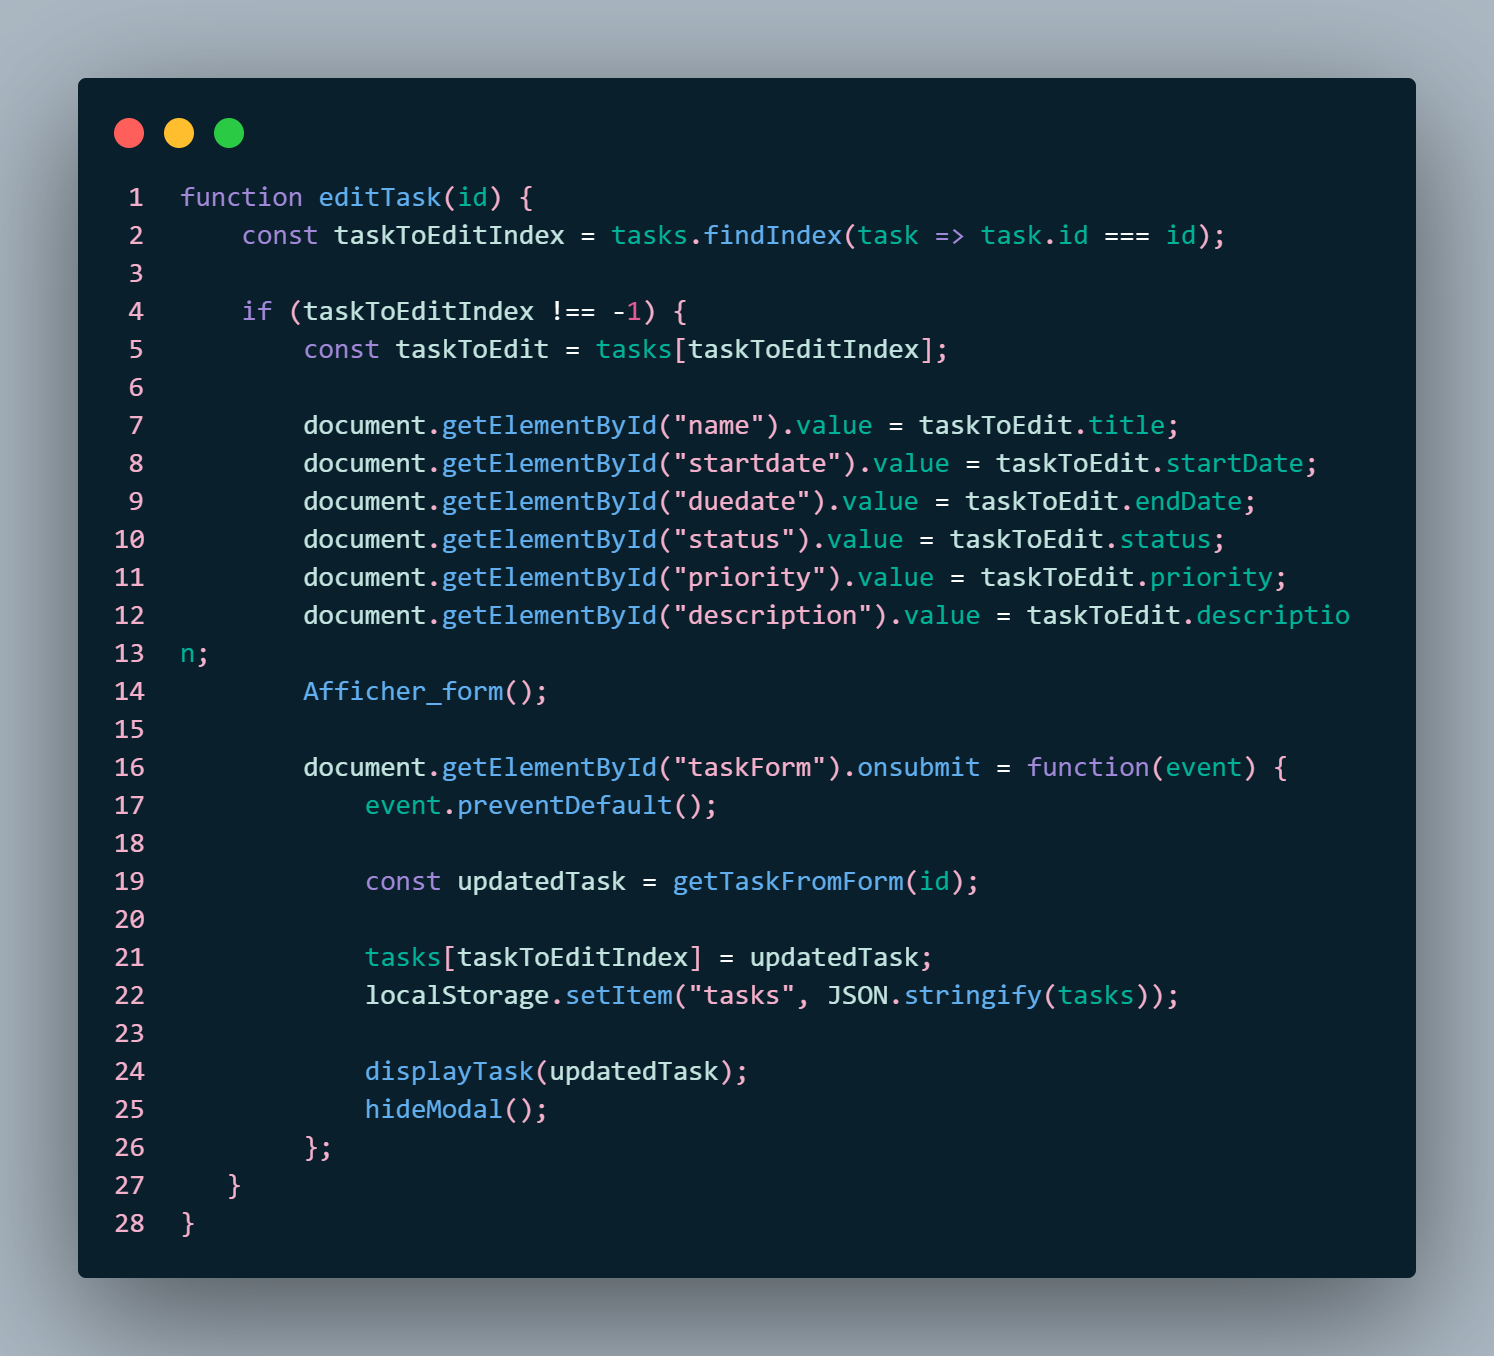 1 function editTask(id) {
2     const taskToEditIndex = tasks.findIndex(task => task.id === id);
3
4     if (taskToEditIndex !== -1) {
5         const taskToEdit = tasks[taskToEditIndex];
6
7         document.getElementById("name").value = taskToEdit.title;
8         document.getElementById("startdate").value = taskToEdit.startDate;
9         document.getElementById("duedate").value = taskToEdit.endDate;
10         document.getElementById("status").value = taskToEdit.status;
11         document.getElementById("priority").value = taskToEdit.priority;
12         document.getElementById("description").value = taskToEdit.descriptio
13 n;
14         Afficher_form();
15
16         document.getElementById("taskForm").onsubmit = function(event) {
17             event.preventDefault();
18
19             const updatedTask = getTaskFromForm(id);
20
21             tasks[taskToEditIndex] = updatedTask;
22             localStorage.setItem("tasks", JSON.stringify(tasks));
23
24             displayTask(updatedTask);
25             hideModal();
26         };
27    }
28 }